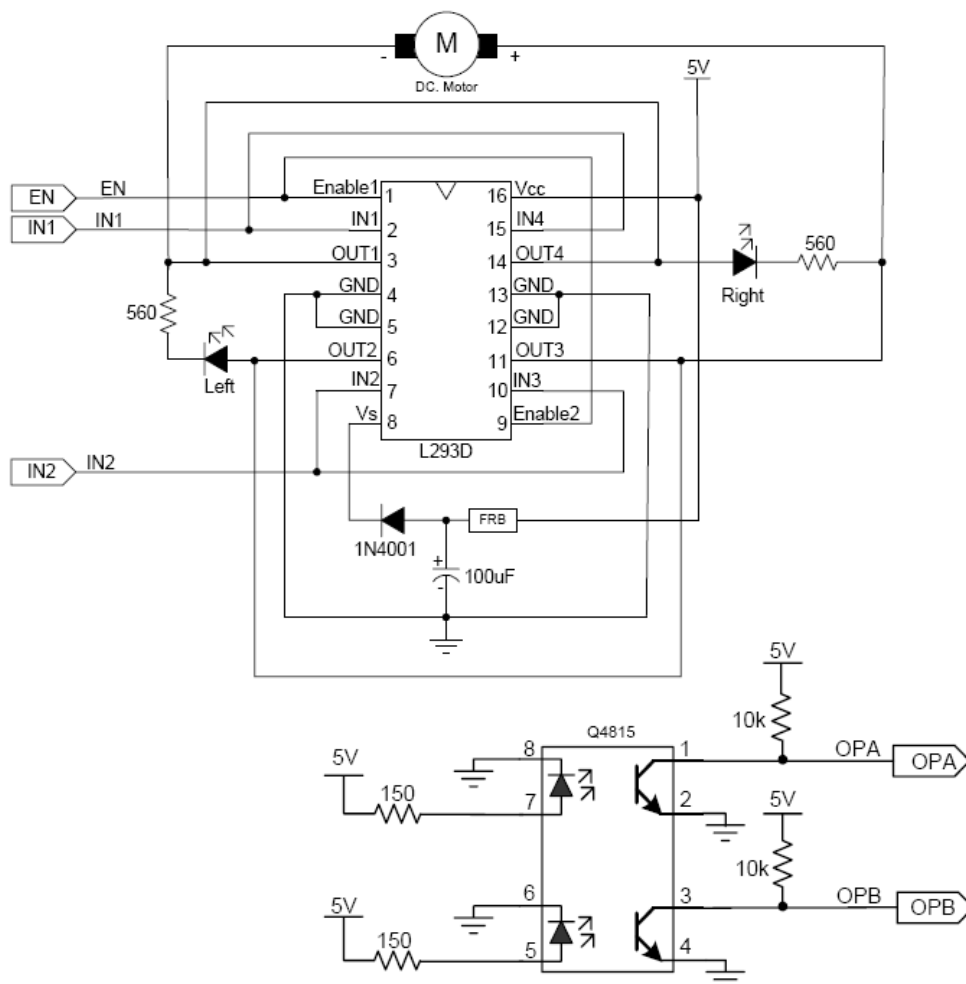 M
- +
DC. Motor
5V
EN EN
IN1 IN1
Enable1 1 16 Vcc
IN1 2 15 IN4
OUT1 3 14 OUT4
GND 4 13 GND
GND 5 12 GND
OUT2 6 11 OUT3
IN2 7 10 IN3
Vs 8 9 Enable2
L293D
560
Left
560
Right
IN2 IN2
1N4001
FRB
+
-
100uF
Q4815
5V
150
8
7
1
2
5V
10k
OPA OPA
5V
150
6
5
3
4
5V
10k
OPB OPB